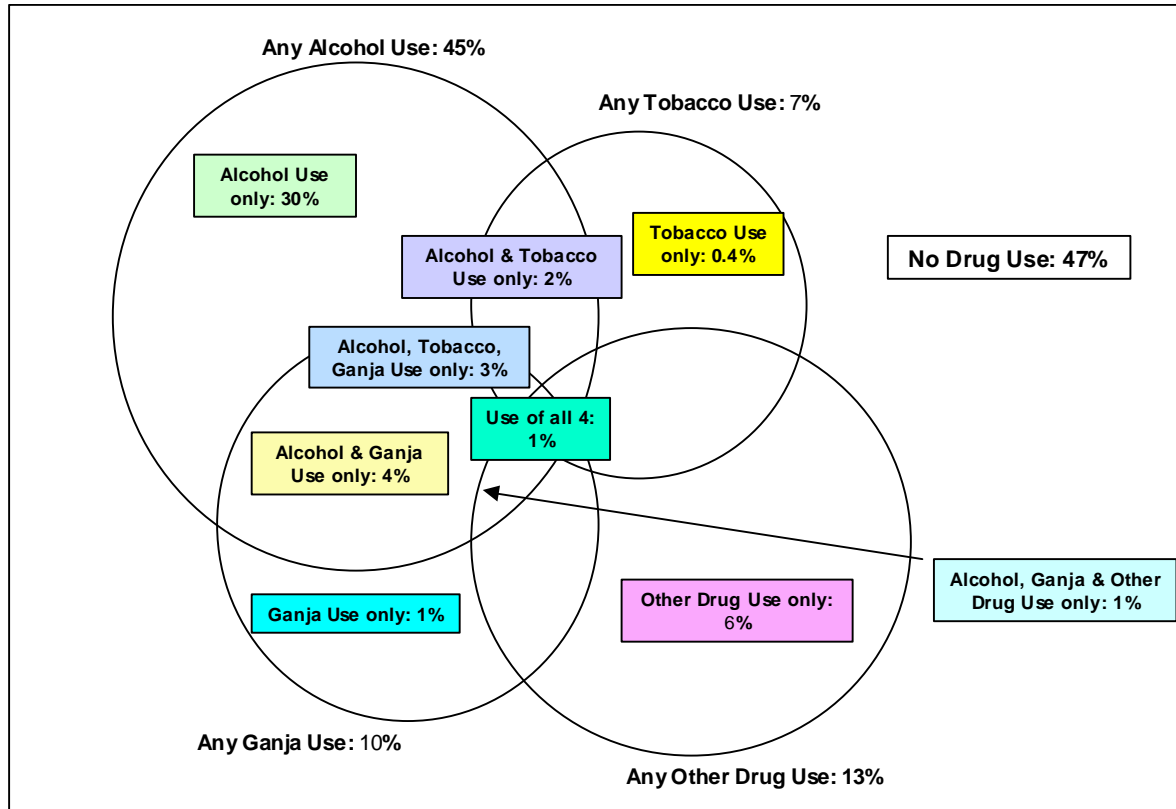 Any Alcohol Use: 45%
Any Tobacco Use: 7%
Alcohol Use
only: 30%
Alcohol & Tobacco
Use only: 2%
Tobacco Use
only: 0.4%
No Drug Use: 47%
Alcohol, Tobacco,
Ganja Use only: 3%
Use of all 4:
1%
Alcohol & Ganja
Use only: 4%
Alcohol, Ganja & Other
Drug Use only: 1%
Ganja Use only: 1%
Other Drug Use only:
6%
Any Ganja Use: 10%
Any Other Drug Use: 13%